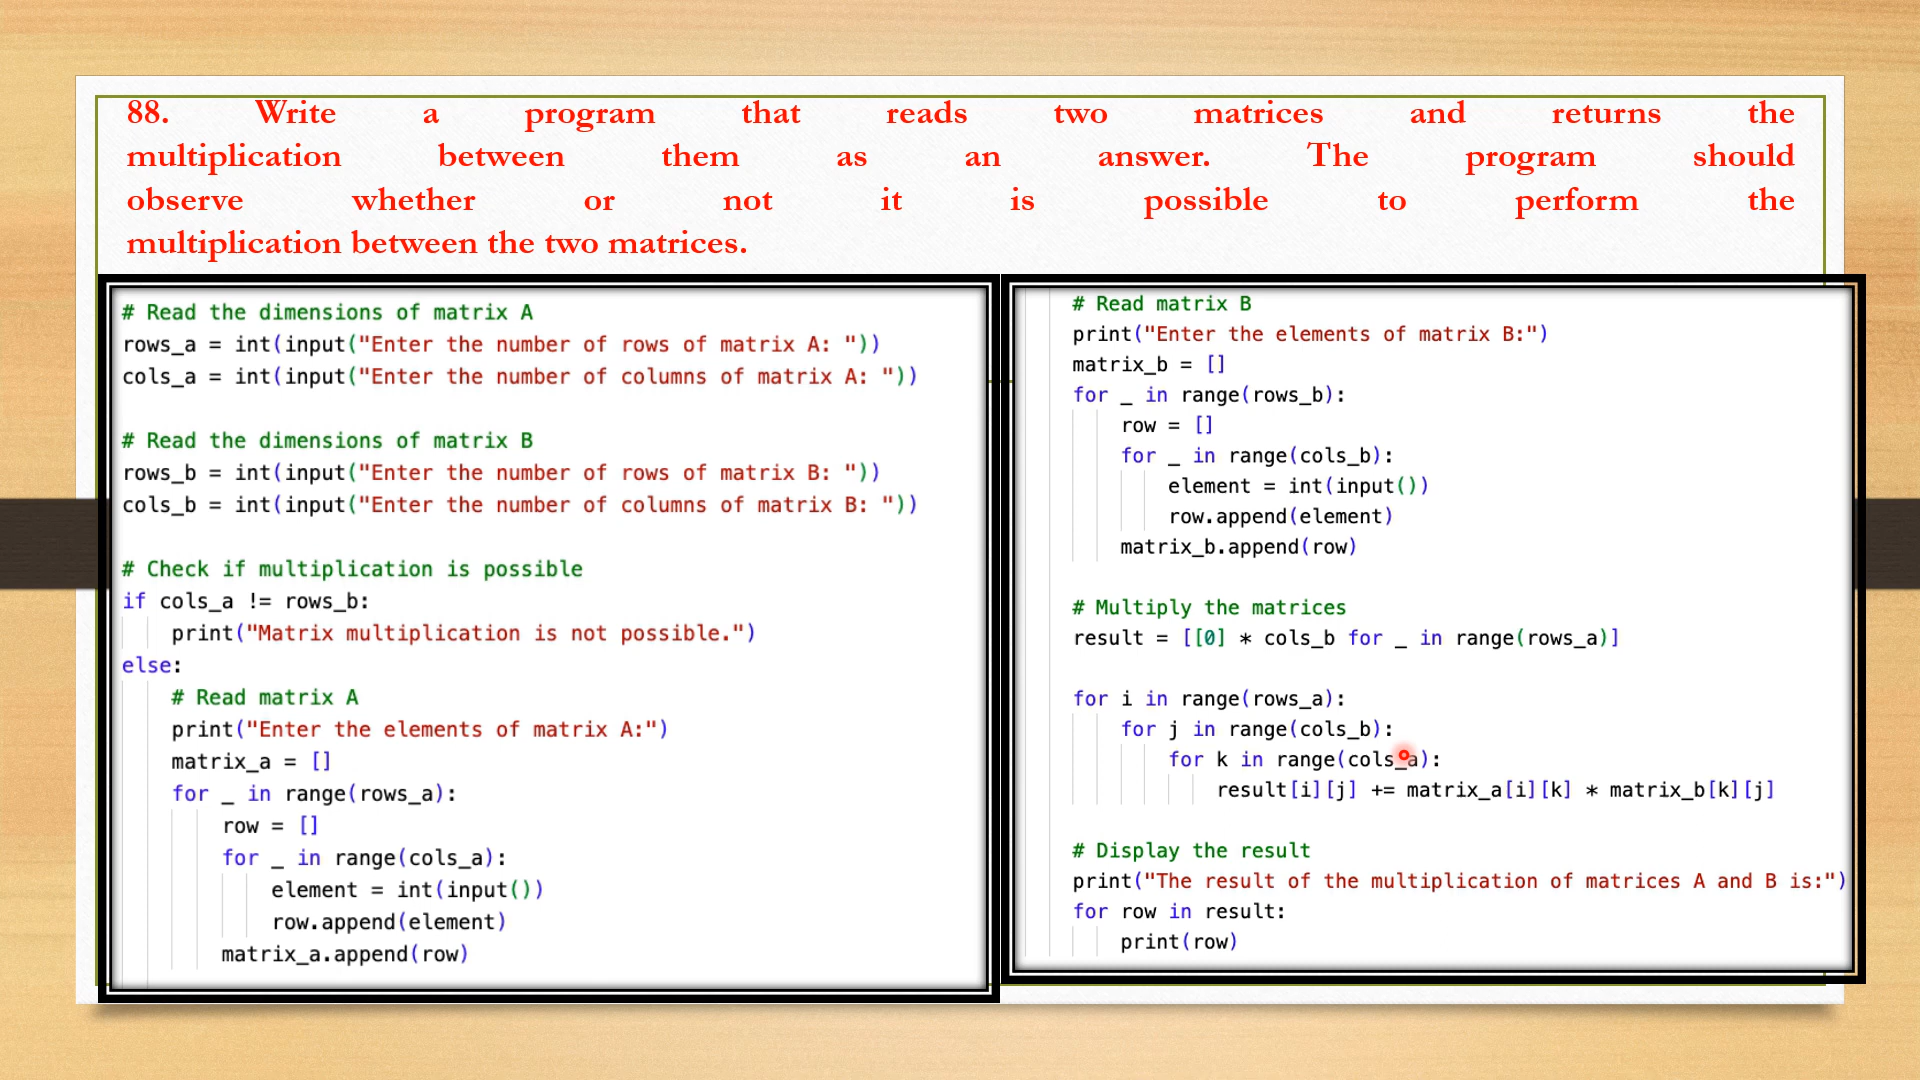 88. Write a program that reads two matrices and returns the
multiplication between them as an answer. The program should
observe whether or not it is possible to perform the
multiplication between the two matrices.
# Read the dimensions of matrix A
rows_a = int(input("Enter the number of rows of matrix A: "))
cols_a = int(input("Enter the number of columns of matrix A: "))
# Read the dimensions of matrix B
rows_b = int(input("Enter the number of rows of matrix B: "))
cols_b = int(input("Enter the number of columns of matrix B: "))
# Check if multiplication is possible
if cols_a != rows_b:
    print("Matrix multiplication is not possible.")
else:
    # Read matrix A
    print("Enter the elements of matrix A:")
    matrix_a = []
    for _ in range(rows_a):
        row = []
        for _ in range(cols_a):
            element = int(input())
            row.append(element)
        matrix_a.append(row)
    # Read matrix B
    print("Enter the elements of matrix B:")
    matrix_b = []
    for _ in range(rows_b):
        row = []
        for _ in range(cols_b):
            element = int(input())
            row.append(element)
        matrix_b.append(row)
    # Multiply the matrices
    result = [[0] * cols_b for _ in range(rows_a)]
    for i in range(rows_a):
        for j in range(cols_b):
            for k in range(cols_a):
                result[i][j] += matrix_a[i][k] * matrix_b[k][j]
    # Display the result
    print("The result of the multiplication of matrices A and B is:")
    for row in result:
        print(row)